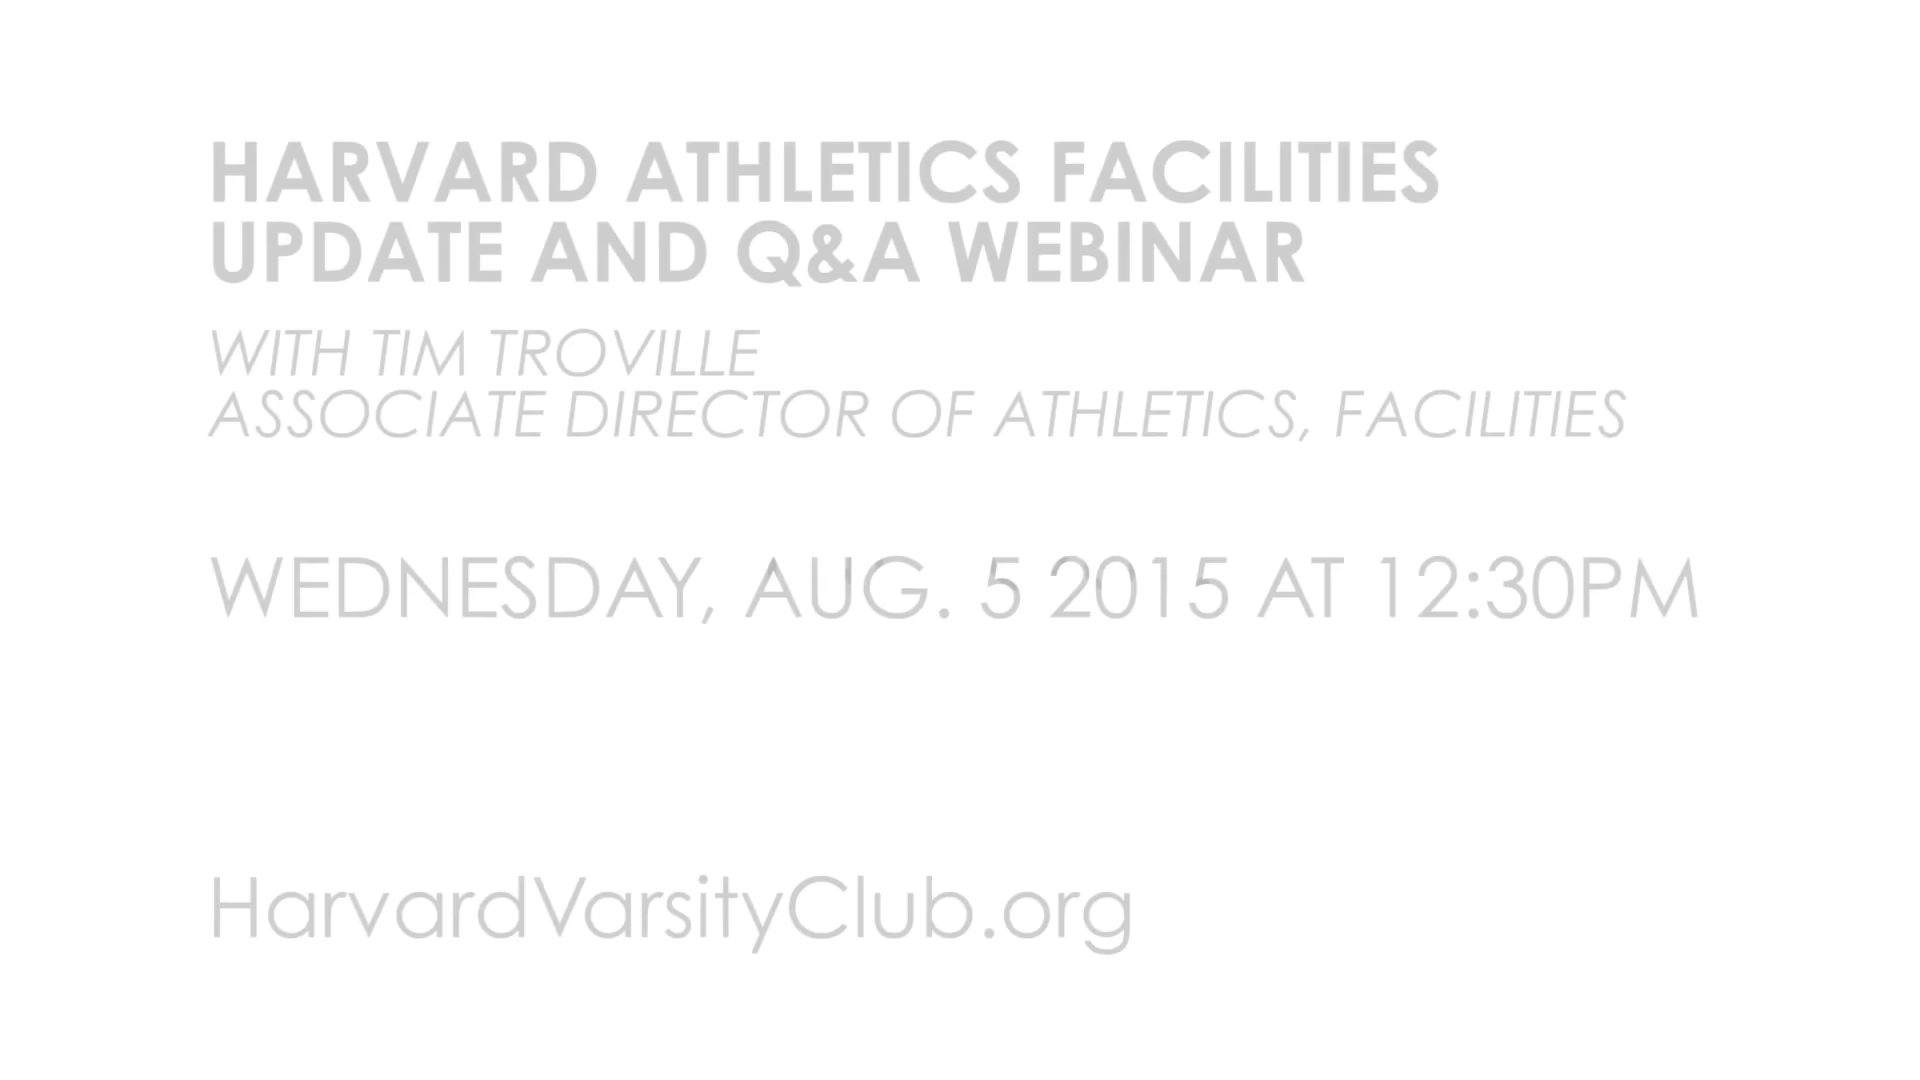 HARVARD ATHLETICS FACILITIES
UPDATE AND Q&A WEBINAR
WITH TIM TROVILLE
ASSOCIATE DIRECTOR OF ATHLETICS, FACILITIES
WEDNESDAY, AUG. 5 2015 AT 12:30PM
HarvardVarsityClub.org